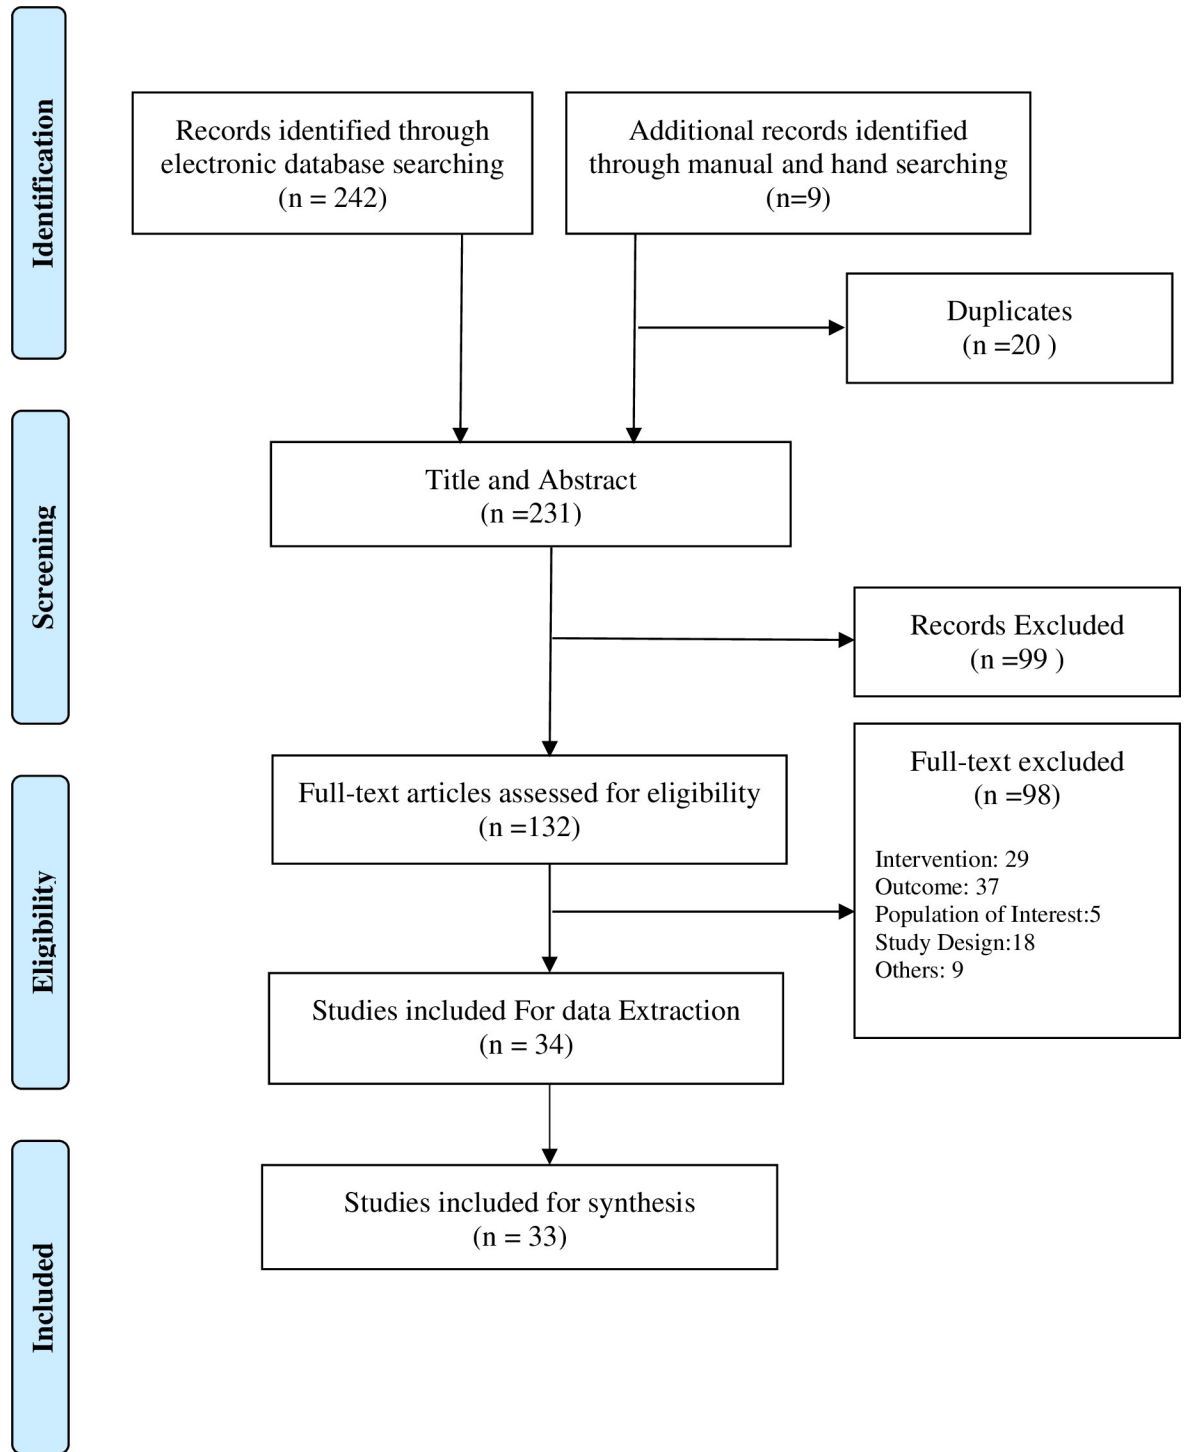 Identification
Records identified through
electronic database searching
(n = 242)
Additional records identified
through manual and hand searching
(n=9)
Duplicates
(n =20 )
Screening
Title and Abstract
(n =231)
Records Excluded
(n =99 )
Eligibility
Full-text articles assessed for eligibility
(n =132)
Full-text excluded
(n =98)
Intervention: 29
Outcome: 37
Population of Interest:5
Study Design:18
Others: 9
Studies included For data Extraction
(n = 34)
Included
Studies included for synthesis
(n = 33)